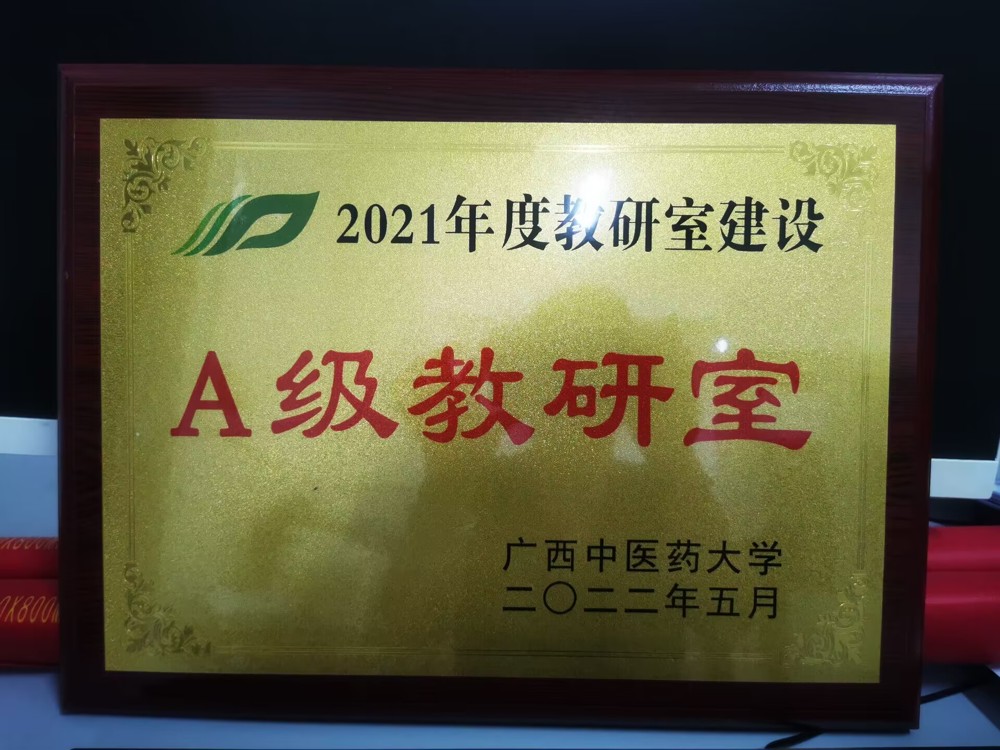 2021年度教研室建设
A级教研室
广西中医药大学
二〇二二年五月